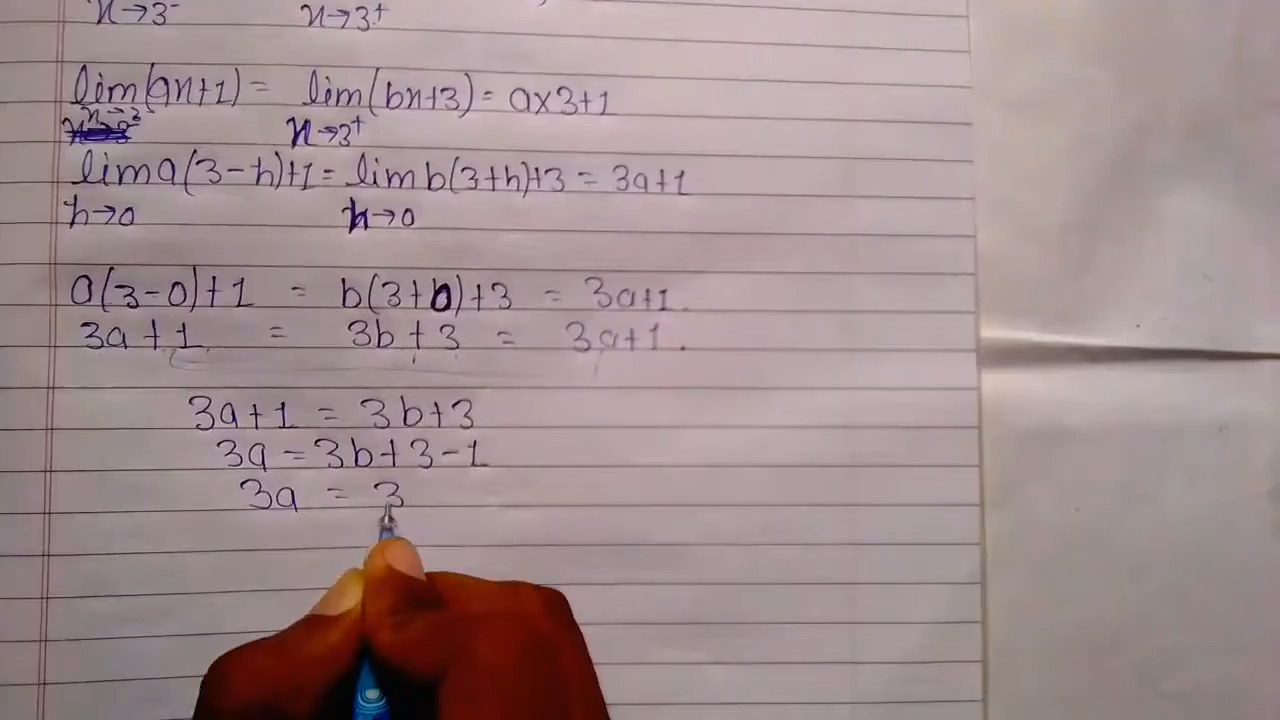 x→3⁻ x→3⁺
lim(ax+1) = lim(bx+3) = a×3+1
x→3⁻ x→3⁺
lim a(3-h)+1 = lim b(3+h)+3 = 3a+1
h→0 h→0
a(3-0)+1 = b(3+0)+3 = 3a+1.
3a+1 = 3b+3 = 3a+1.
3a+1 = 3b+3
3a = 3b+3-1
3a = 3